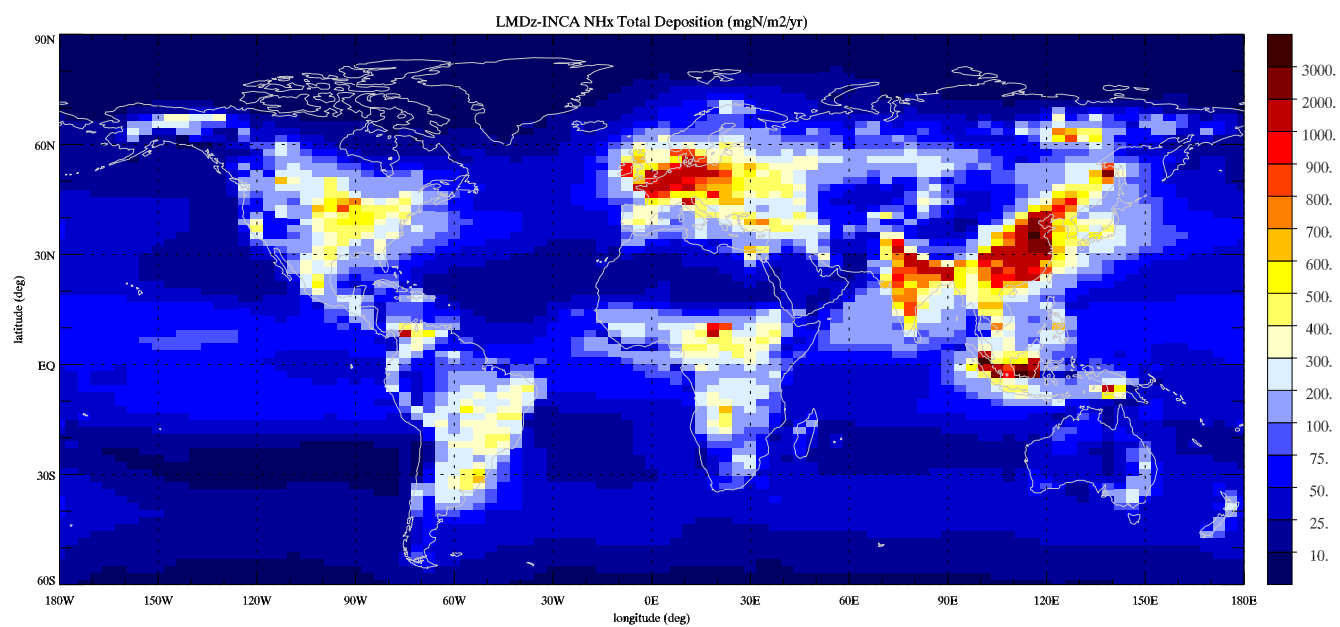 LMDz-INCA NHx Total Deposition (mgN/m2/yr)
90N
60N
30N
EQ
30S
60S
latitude (deg)
180W 150W 120W 90W 60W 30W 0E 30E 60E 90E 120E 150E 180E
longitude (deg)
3000.
2000.
1000.
900.
800.
700.
600.
500.
400.
300.
200.
100.
75.
50.
25.
10.